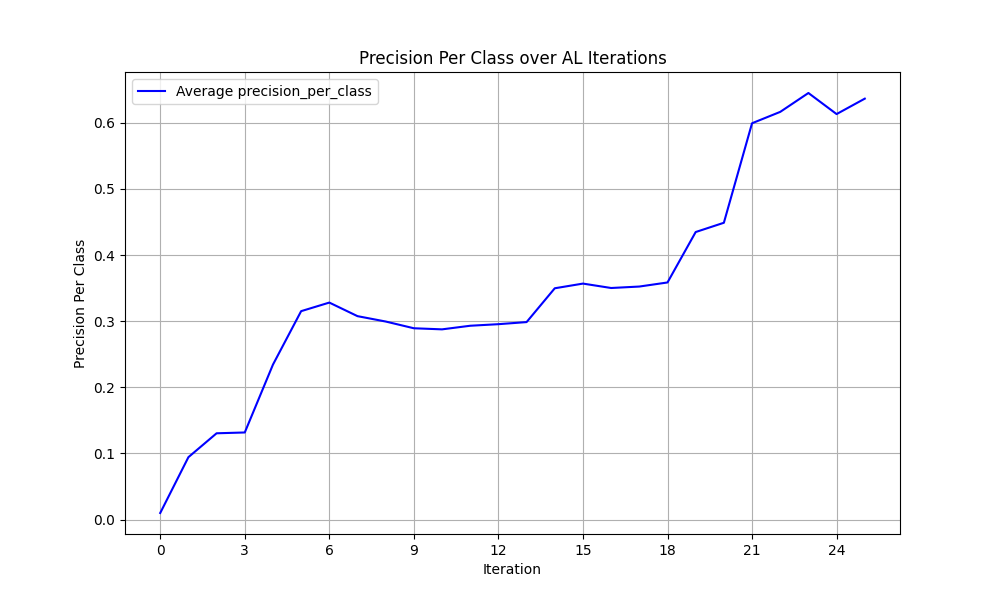 Precision Per Class over AL Iterations
Average precision_per_class
Precision Per Class
0.6
0.5
0.4
0.3
0.2
0.1
0.0
0 3 6 9 12 15 18 21 24
Iteration